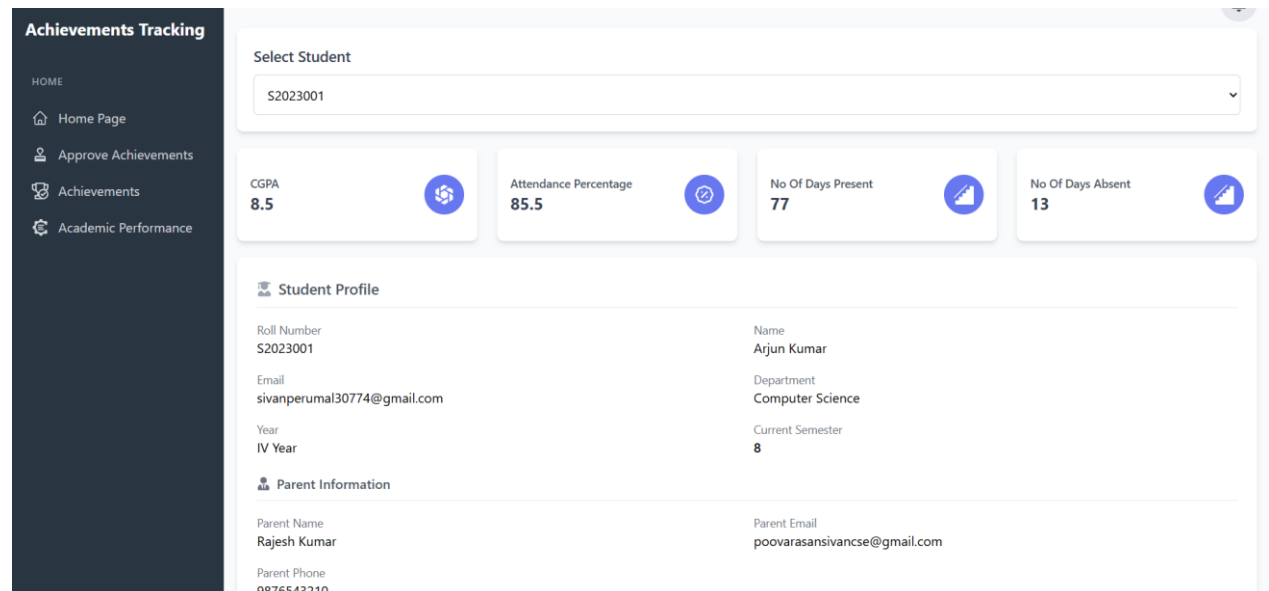 Achievements Tracking
HOME
Home Page
Approve Achievements
Achievements
Academic Performance
Select Student
S2023001
CGPA
8.5
Attendance Percentage
85.5
No Of Days Present
77
No Of Days Absent
13
Student Profile
Roll Number
S2023001
Name
Arjun Kumar
Email
sivanperumal30774@gmail.com
Department
Computer Science
Year
IV Year
Current Semester
8
Parent Information
Parent Name
Rajesh Kumar
Parent Email
poovarasansivancse@gmail.com
Parent Phone
9876543210